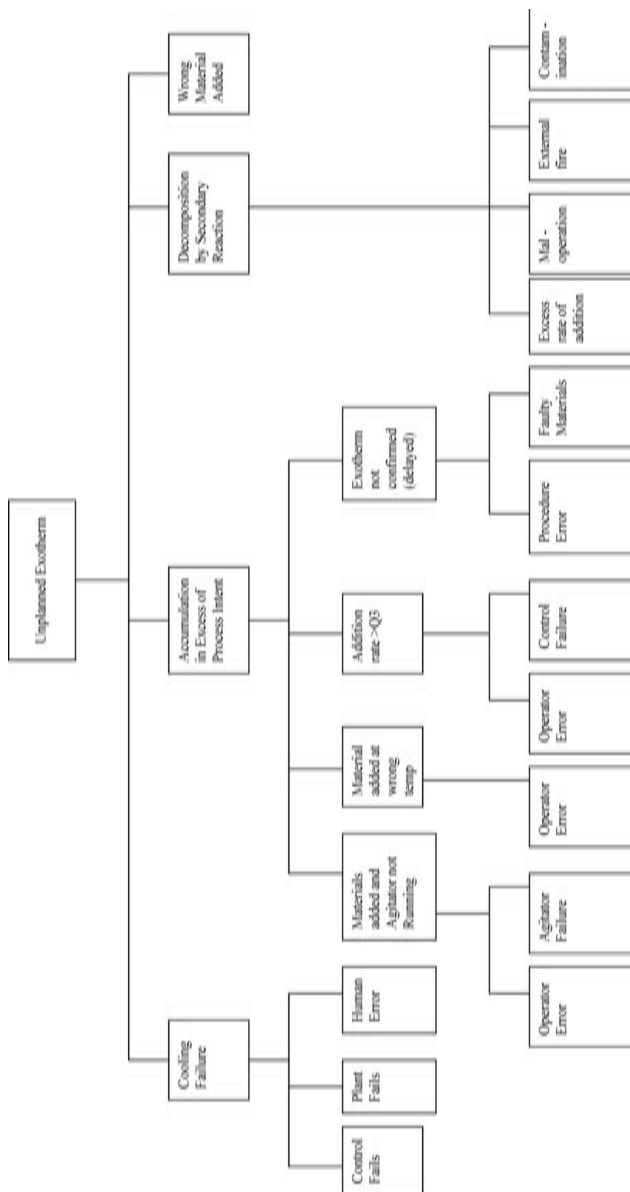 Unplanned Exotherm
Cooling
Failure
Accumulation
in Excess of
Process Intent
Decomposition
by Secondary
Reaction
Wrong
Material
Added
Control
Fails
Plant
Fails
Human
Error
Materials
added and
Agitator not
Running
Material
added at
wrong
temp
Addition
rate >Q3
Exotherm
not
confirmed
(delayed)
Operator
Error
Agitator
Failure
Operator
Error
Operator
Error
Control
Failure
Procedure
Error
Faulty
Materials
Excess
rate of
addition
Mal -
operation
External
fire
Contam -
ination